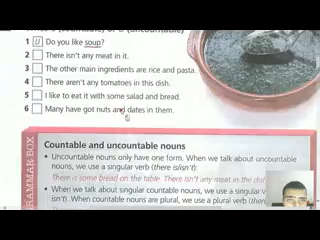 (countable) or U (uncountable)
1 U Do you like soup?
2 There isn't any meat in it.
3 The other main ingredients are rice and pasta.
4 There aren't any tomatoes in this dish.
5 I like to eat it with some salad and bread.
6 Many have got nuts and dates in them.
GRAMMAR BOX
Countable and uncountable nouns
• Uncountable nouns only have one form. When we talk about uncountable
nouns, we use a singular verb (there is/isn't):
There is some bread on the table. There isn't any meat in the dish
• When we talk about singular countable nouns, we use a singular v
isn't). When countable nouns are plural, we use a plural verb (there